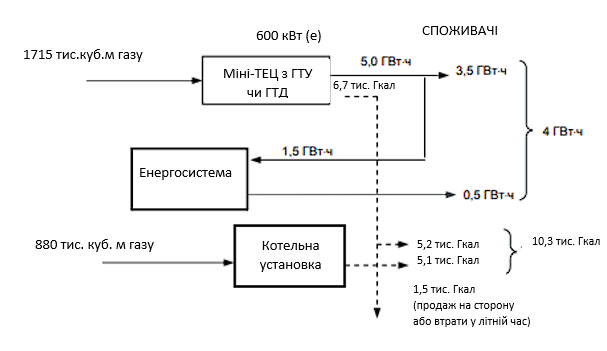 600 кВт (е)
СПОЖИВАЧІ
1715 тис.куб.м газу
Міні-ТЕЦ з ГТУ
чи ГТД
5,0 ГВт·ч
3,5 ГВт·ч
6,7 тис. Гкал
4 ГВт·ч
1,5 ГВт·ч
Енергосистема
0,5 ГВт·ч
880 тис. куб. м газу
Котельна
установка
5,2 тис. Гкал
5,1 тис. Гкал
10,3 тис. Гкал
1,5 тис. Гкал
(продаж на сторону
або втрати у літній час)